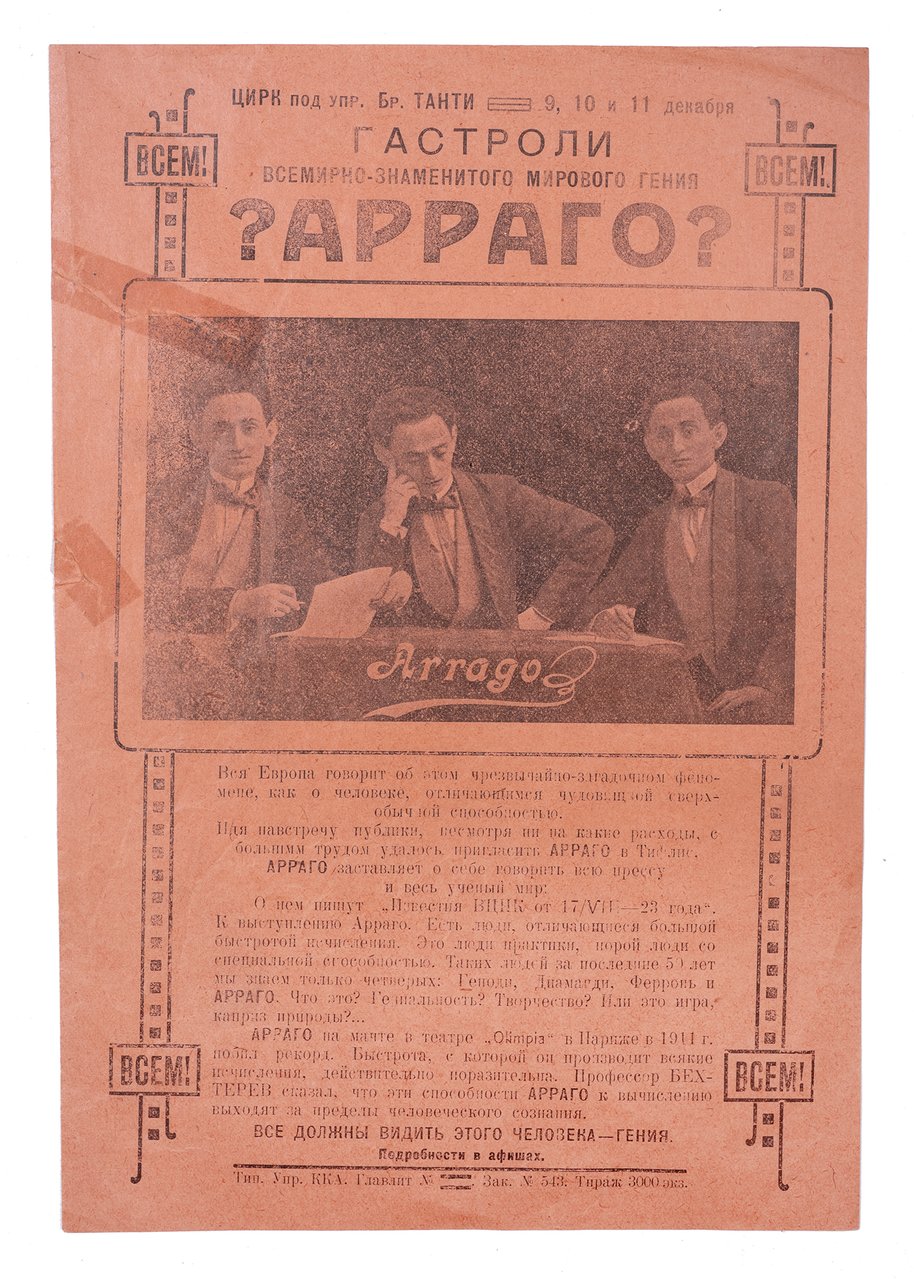 ЦИРК под упр. Бр. ТАНТИ 9, 10 и 11 декабря
ГАСТРОЛИ
ВСЕМ!
ВСЕМ!
ВСЕМИРНО-ЗНАМЕНИТОГО МИРОВОГО ГЕНИЯ
?АРРАГО?
Arrago
Вся Европа говорит об этом чрезвычайно-загадочном фено-
мене, как о человеке, отличающимся чудовищной сверх-
обычной способностью.
Идя навстречу публики, несмотря ни на какие расходы, с
большим трудом удалось пригласить АРРАГО в Тифлис.
АРРАГО заставляет о себе говорить всю прессу
и весь ученый мир:
О нем пишут „Известия ВЦИК от 17/VII—23 года“.
К выступлению Арраго. Есть люди, отличающиеся большой
быстротой исчисления. Это люди практики, порой люди со
специальной способностью. Таких людей за последние 50 лет
мы знаем только четверых: Диаманди, Ферроль и
АРРАГО. Что это? Гениальность? Творчество? Или это игра,
каприз природы?...
АРРАГО на матче в театре „Olimpia“ в Париже в 1911 г.
побил рекорд. Быстрота, с которой он производит всякие
исчисления, действительно поразительна. Профессор БЕХ-
ТЕРЕВ сказал, что эти способности АРРАГО к вычислению
выходят за пределы человеческого сознания.
ВСЕМ!
ВСЕМ!
ВСЕ ДОЛЖНЫ ВИДИТЬ ЭТОГО ЧЕЛОВЕКА—ГЕНИЯ.
Подробности в афишах.
Тип. Упр. ККА. Главлит № Зак. № 543. Тираж 3000 экз.